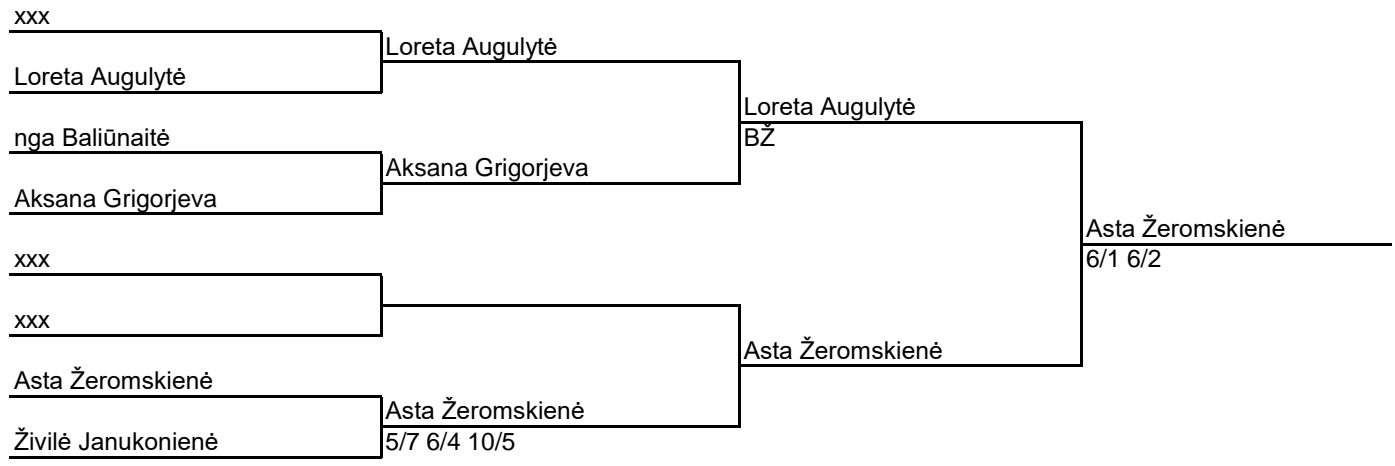 xxx
Loreta Augulytė
Loreta Augulytė
Loreta Augulytė
nga Baliūnaitė
BŽ
Aksana Grigorjeva
Aksana Grigorjeva
Asta Žeromskienė
xxx
6/1 6/2
xxx
Asta Žeromskienė
Asta Žeromskienė
Asta Žeromskienė
Živilė Janukonienė
5/7 6/4 10/5